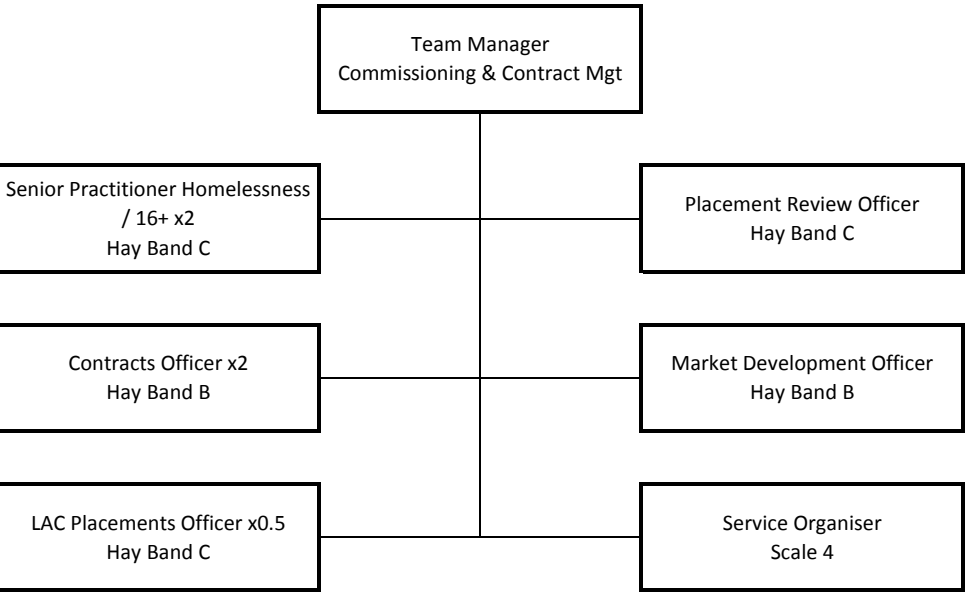 Team Manager
Commissioning & Contract Mgt
Senior Practitioner Homelessness
/ 16+ x2
Hay Band C
Placement Review Officer
Hay Band C
Contracts Officer x2
Hay Band B
Market Development Officer
Hay Band B
LAC Placements Officer x0.5
Hay Band C
Service Organiser
Scale 4